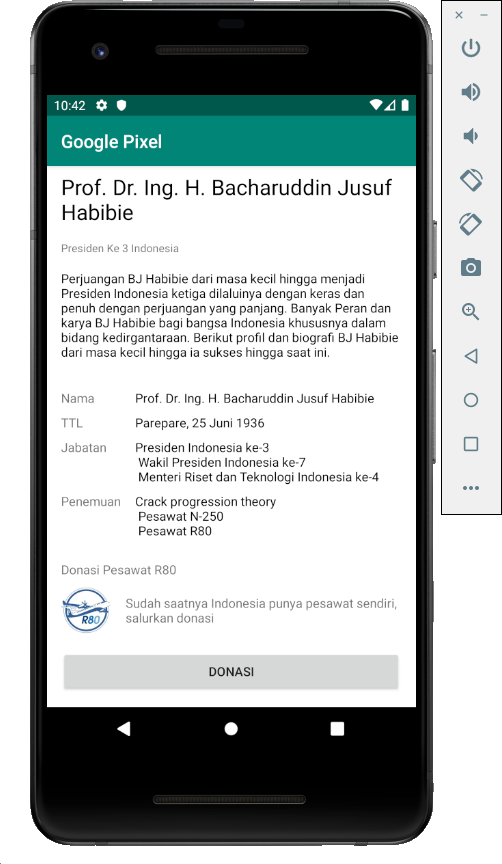 10:42
Google Pixel
Prof. Dr. Ing. H. Bacharuddin Jusuf
Habibie
Presiden Ke 3 Indonesia
Perjuangan BJ Habibie dari masa kecil hingga menjadi
Presiden Indonesia ketiga dilaluinya dengan keras dan
penuh dengan perjuangan yang panjang. Banyak Peran dan
karya BJ Habibie bagi bangsa Indonesia khususnya dalam
bidang kedirgantaraan. Berikut profil dan biografi BJ Habibie
dari masa kecil hingga ia sukses hingga saat ini.
Nama Prof. Dr. Ing. H. Bacharuddin Jusuf Habibie
TTL Parepare, 25 Juni 1936
Jabatan Presiden Indonesia ke-3
Wakil Presiden Indonesia ke-7
Menteri Riset dan Teknologi Indonesia ke-4
Penemuan Crack progression theory
Pesawat N-250
Pesawat R80
Donasi Pesawat R80
R80
Sudah saatnya Indonesia punya pesawat sendiri,
salurkan donasi
DONASI